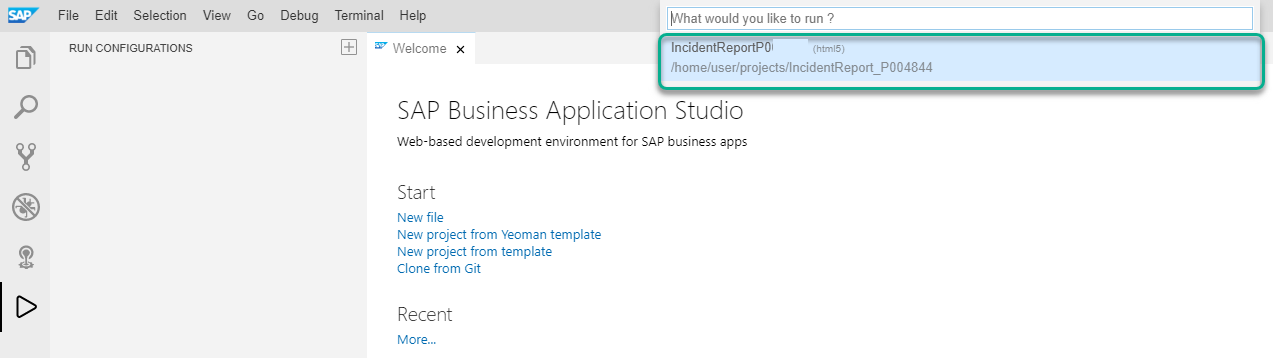 SAP File Edit Selection View Go Debug Terminal Help
What would you like to run ?
RUN CONFIGURATIONS
Welcome
IncidentReportP0 (html5)
/home/user/projects/IncidentReport_P004844
SAP Business Application Studio
Web-based development environment for SAP business apps
Start
New file
New project from Yeoman template
New project from template
Clone from Git
Recent
More...